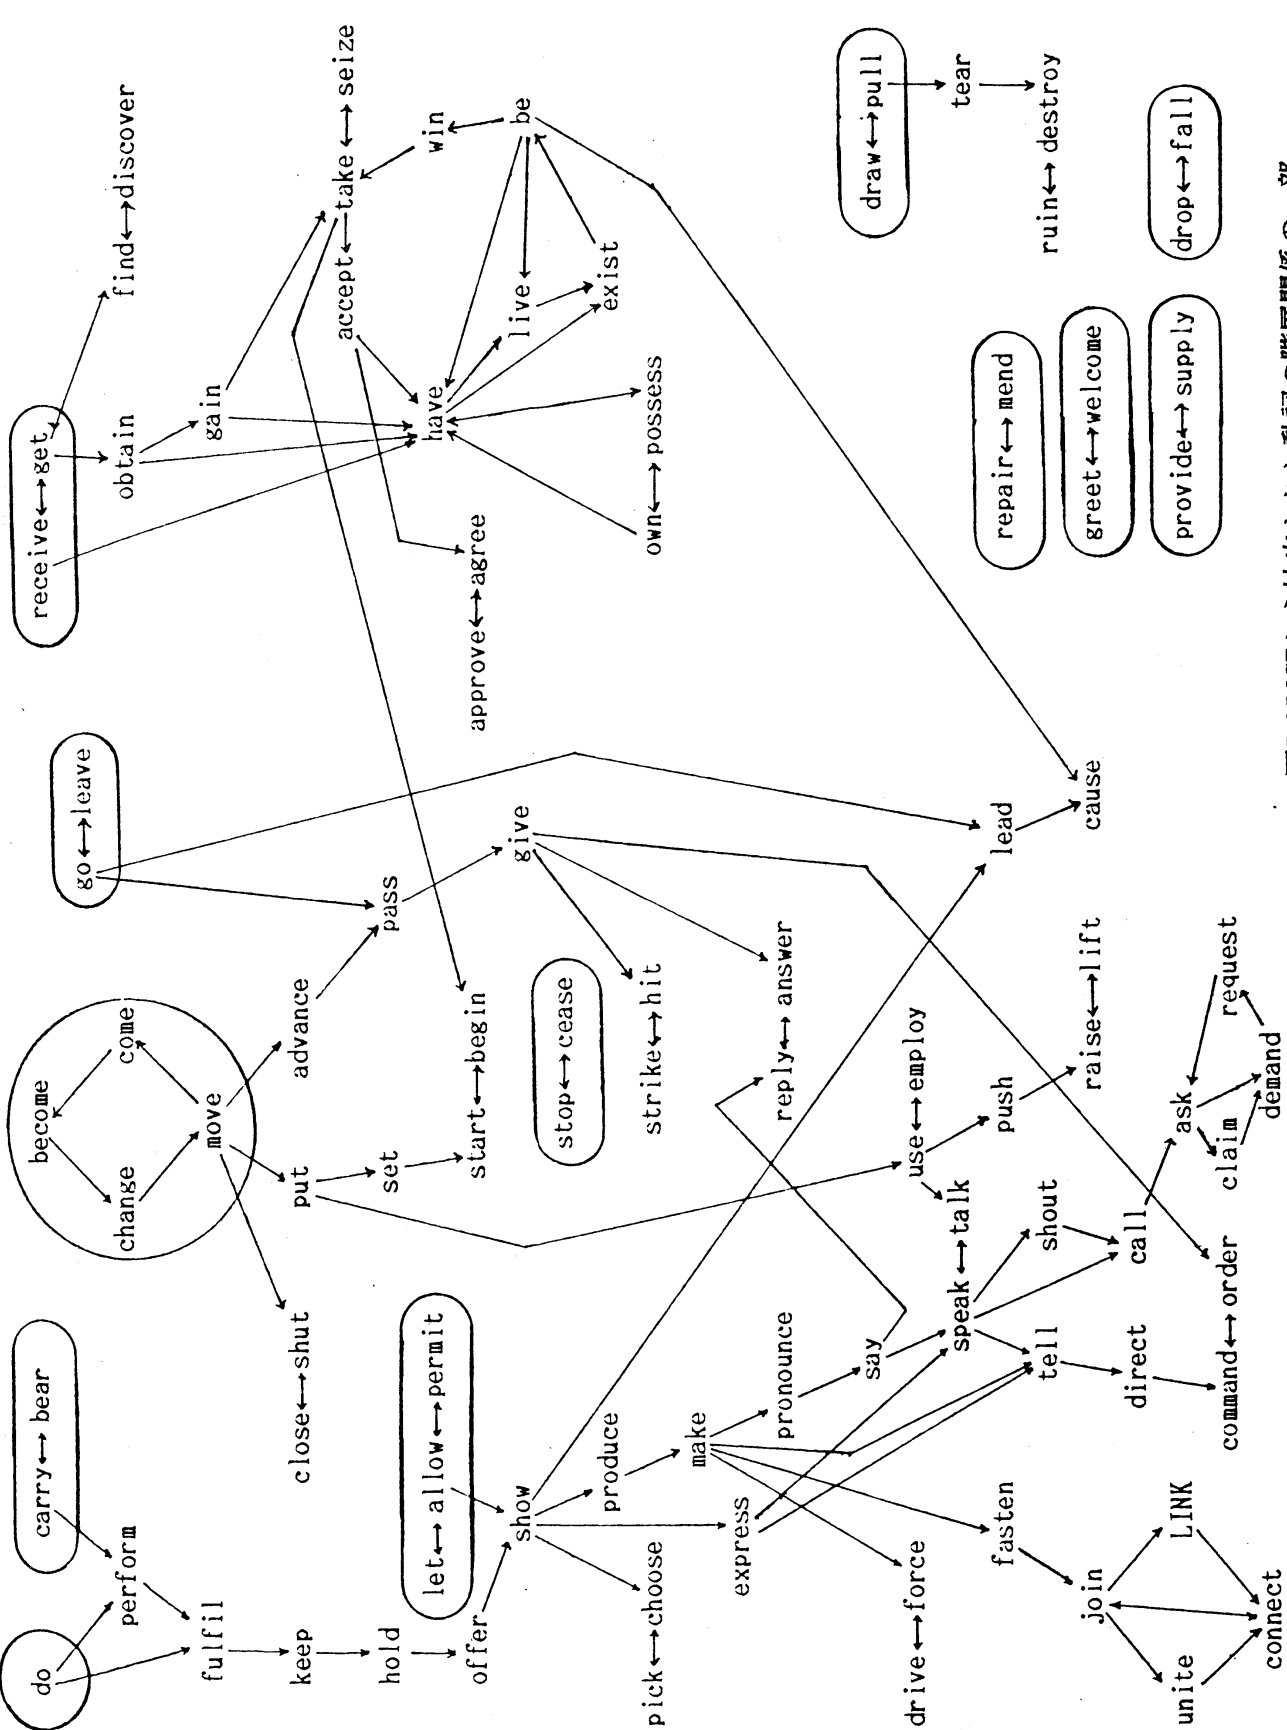 do
carry↔bear
become
receive↔get
go↔leave
perform
change
come
obtain
find↔discover
fulfil
move
gain
keep
close↔shut
put
advance
accept←take↔seize
hold
set
pass
let↔allow↔permit
have
win
offer
start↔begin
approve↔agree
show
give
live
be
stop↔cease
produce
exist
pick↔choose
strike↔hit
own↔possess
make
express
pronounce
reply↔answer
say
draw↔pull
drive↔force
use↔employ
speak↔talk
tear
fasten
push
lead
repair↔mend
tell
shout
ruin↔destroy
join
raise↔lift
cause
greet↔welcome
direct
call
unite
LINK
ask
provide↔supply
drop↔fall
command↔order
claim
request
connect
demand